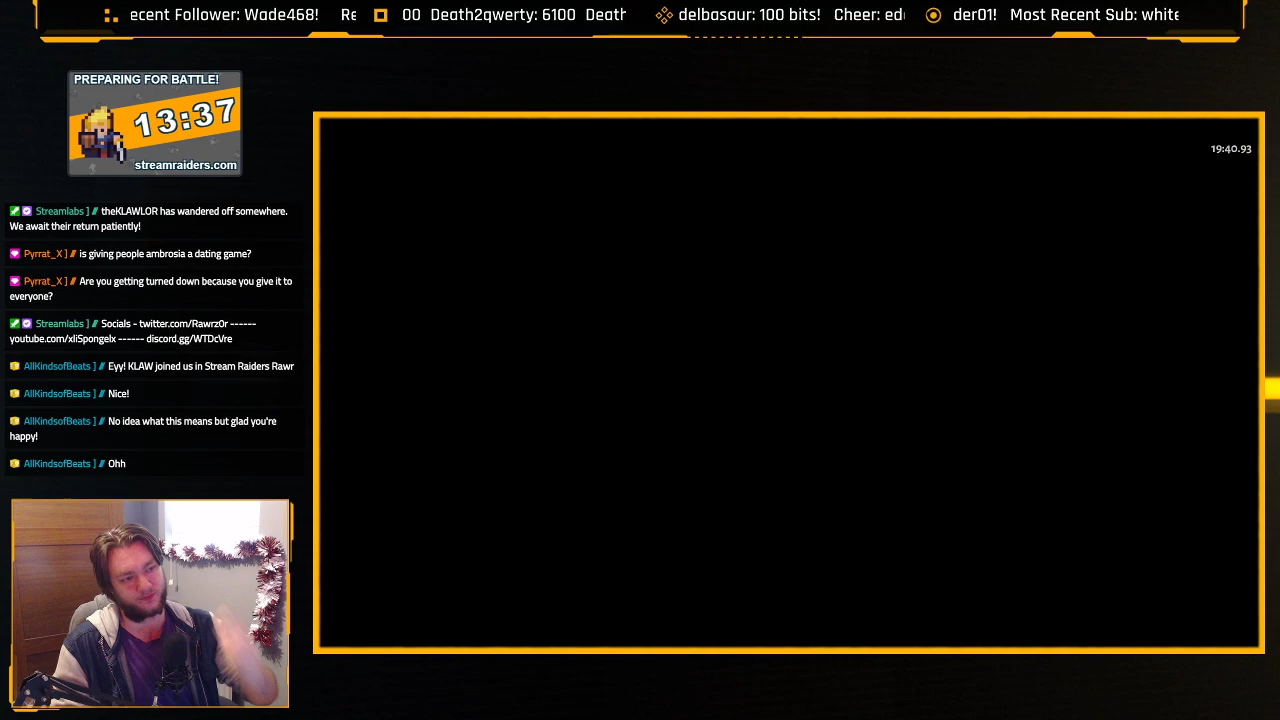 ecent Follower: Wade468!
Re
00 Death2qwerty: 6100 Death
delbasaur: 100 bits! Cheer: ed
der01! Most Recent Sub: white
PREPARING FOR BATTLE!
13:37
streamraiders.com
19:40.93
Streamlabs ] // theKLAWLOR has wandered off somewhere.
We await their return patiently!
Pyrrat_X ] // is giving people ambrosia a dating game?
Pyrrat_X ] // Are you getting turned down because you give it to
everyone?
Streamlabs ] // Socials - twitter.com/Rawrz0r ------
youtube.com/xliSpongeIx ------ discord.gg/WTDcVre
AllKindsofBeats ] // Eyy! KLAW joined us in Stream Raiders Rawr
AllKindsofBeats ] // Nice!
AllKindsofBeats ] // No idea what this means but glad you're
happy!
AllKindsofBeats ] // Ohh